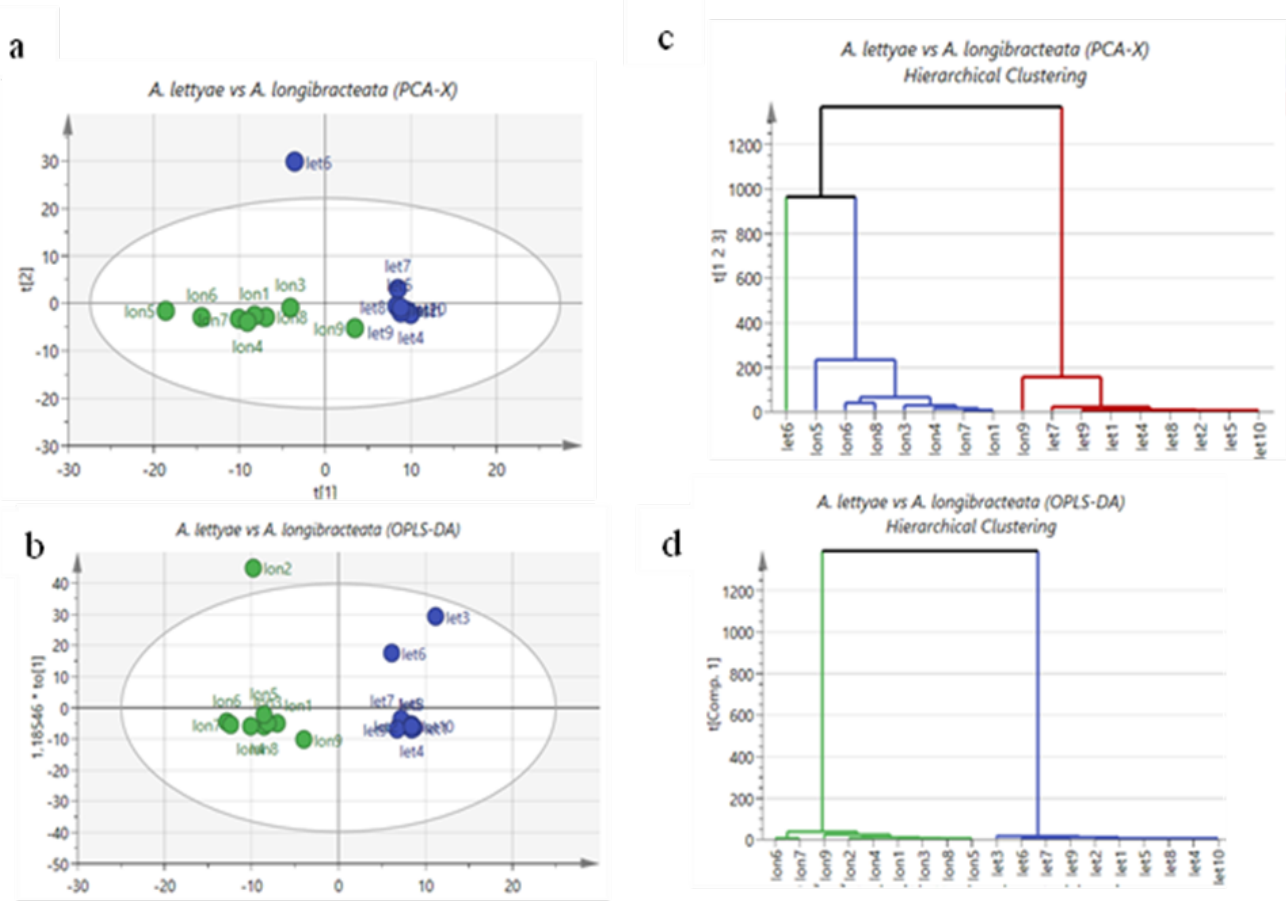 a
A. lettyae vs A. longibracteata (PCA-X)
t[2]
30
20
10
0
-10
-20
-30
-30
-20
-10
0
10
20
t[1]
let6
lon5
lon6
lon7
lon1
lon4
lon3
lon8
lon9
let7
let8
let9
let4
b
A. lettyae vs A. longibracteata (OPLS-DA)
1.18546 * to[1]
40
30
20
10
0
-10
-20
-30
-40
-50
-30
-20
-10
0
10
20
lon2
let3
let6
lon6
lon5
lon1
lon7
lon9
let7
let4
c
A. lettyae vs A. longibracteata (PCA-X)
Hierarchical Clustering
t[1 2 3]
1200
1000
800
600
400
200
0
let6
lon5
lon6
lon8
lon3
lon4
lon7
lon1
lon9
let7
let9
let1
let4
let8
let2
let5
let10
d
A. lettyae vs A. longibracteata (OPLS-DA)
Hierarchical Clustering
t[Comp. 1]
1200
1000
800
600
400
200
0
lon6
lon7
lon9
lon2
lon4
lon1
lon3
lon8
lon5
let3
let6
let7
let9
let2
let1
let5
let8
let4
let10